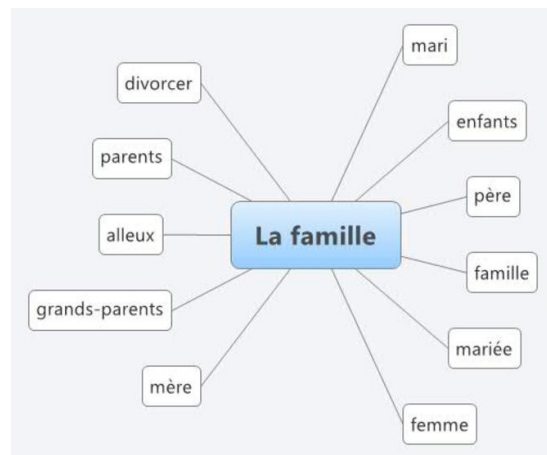 La famille
mari
enfants
père
famille
mariée
femme
mère
grands-parents
alleux
parents
divorcer